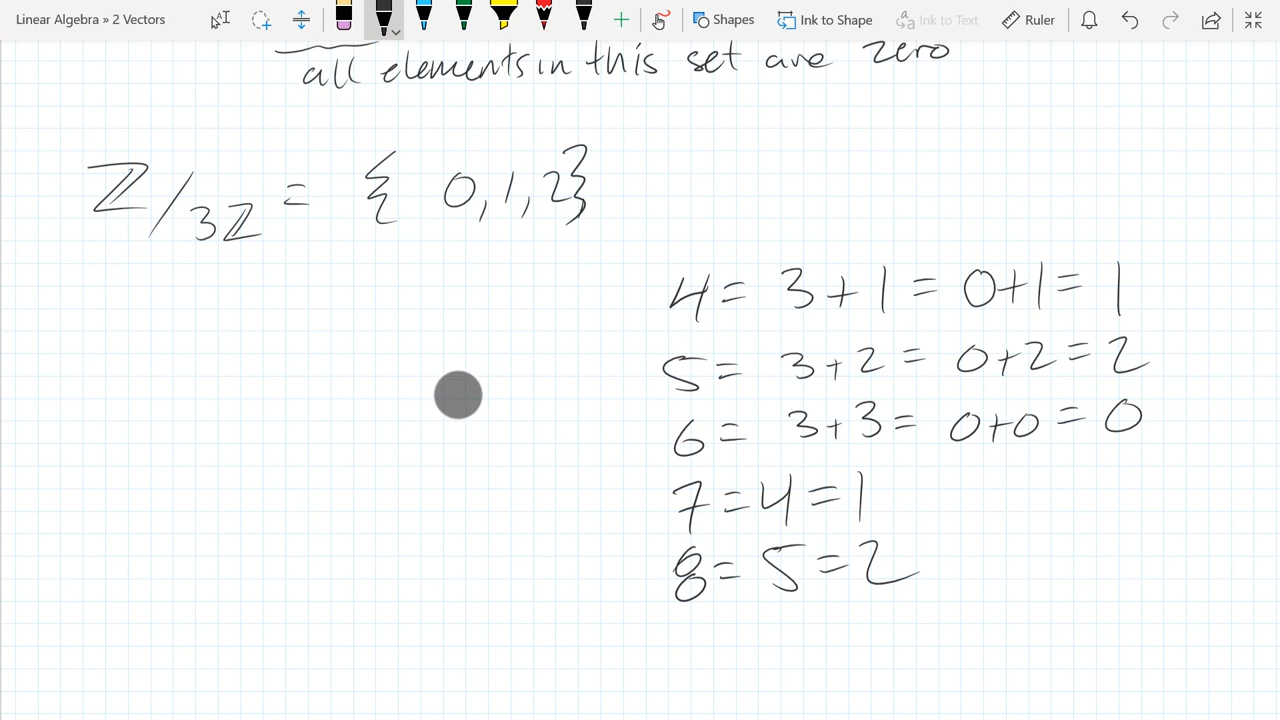 Linear Algebra » 2 Vectors
Shapes
Ink to Shape
Ink to Text
Ruler
all elements in this set are zero
ℤ/3ℤ = { 0, 1, 2}
4 = 3 + 1 = 0+1 = 1
5 = 3 + 2 = 0+2 = 2
6 = 3 + 3 = 0+0 = 0
7 = 4 = 1
8 = 5 = 2